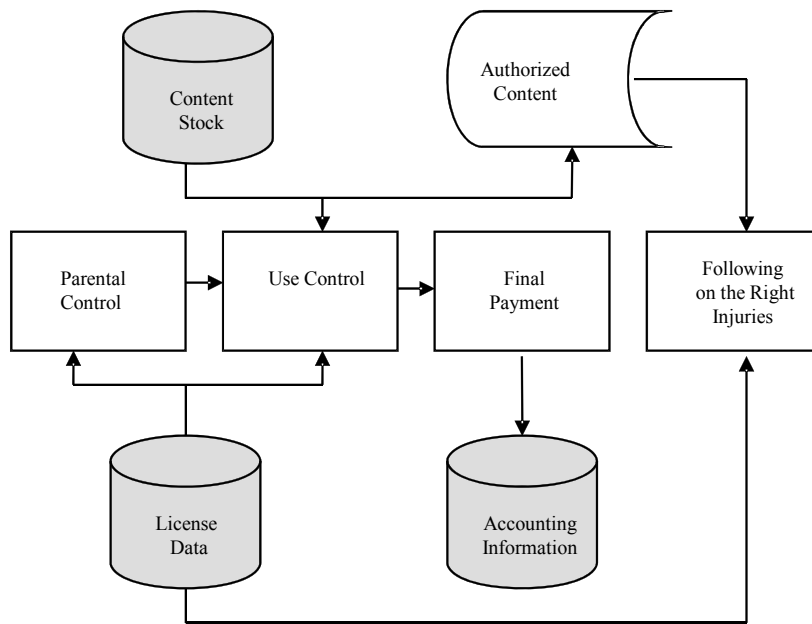 Content
Stock
Authorized
Content
Parental
Control
Use Control
Final
Payment
Following
on the Right
Injuries
License
Data
Accounting
Information